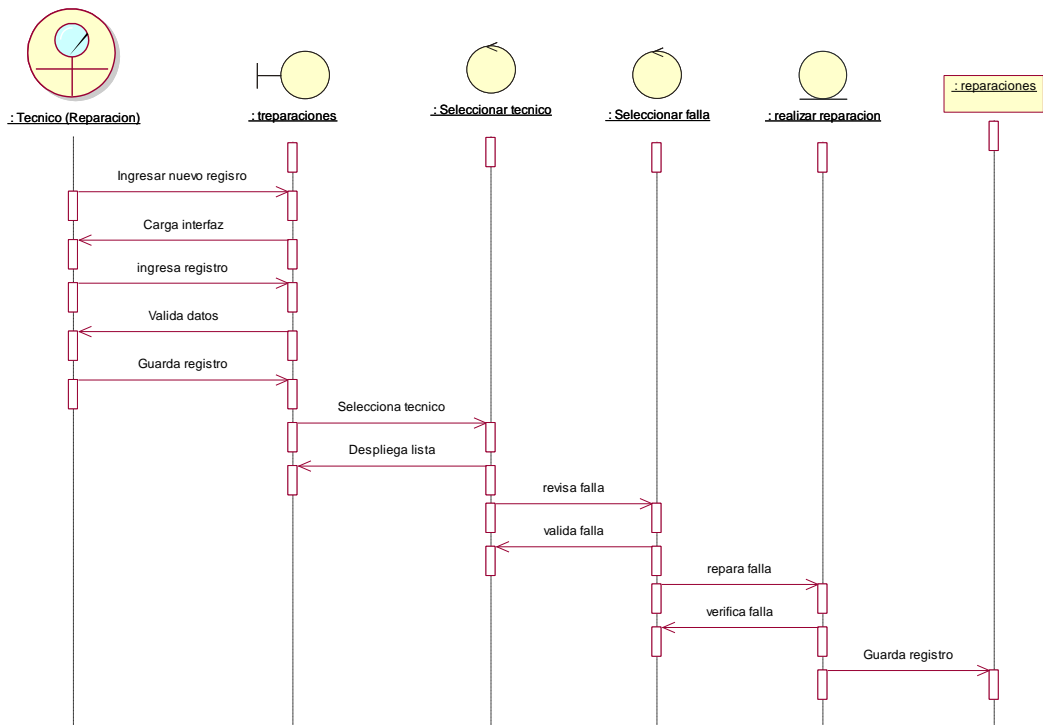 : Tecnico (Reparacion)
: treparaciones
: Seleccionar tecnico
: Seleccionar falla
: realizar reparacion
: reparaciones
Ingresar nuevo regisro
Carga interfaz
ingresa registro
Valida datos
Guarda registro
Selecciona tecnico
Despliega lista
revisa falla
valida falla
repara falla
verifica falla
Guarda registro